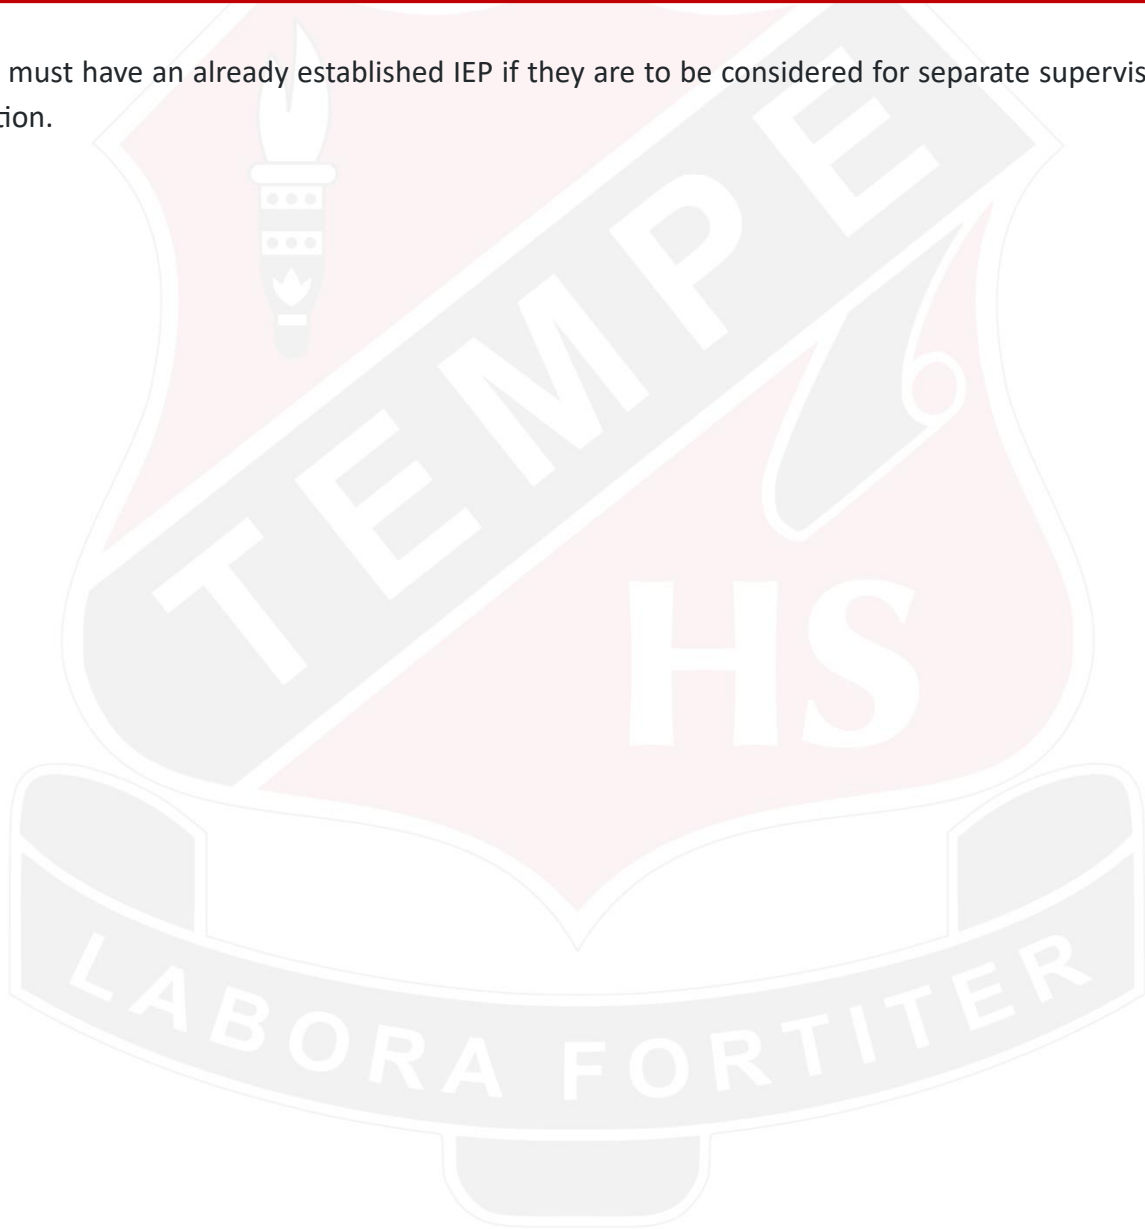 must have an already established IEP if they are to be considered for separate supervis
tion.
TEMPE
HS
LABORA FORTITER